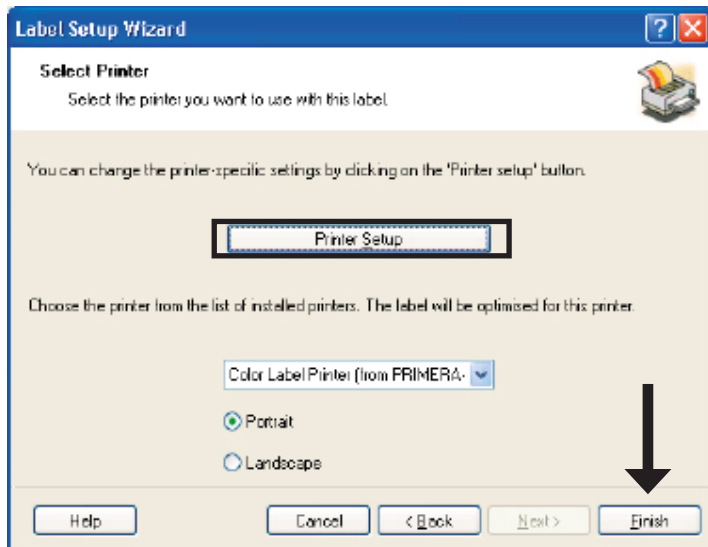 Label Setup Wizard
Select Printer
Select the printer you want to use with this label.
You can change the printer-specific settings by clicking on the 'Printer setup' button.
Printer Setup
Choose the printer from the list of installed printers. The label will be optimised for this printer.
Color Label Printer (from PRIMERA-
Portrait
Landscape
Help
Cancel
< Back
Next >
Finish